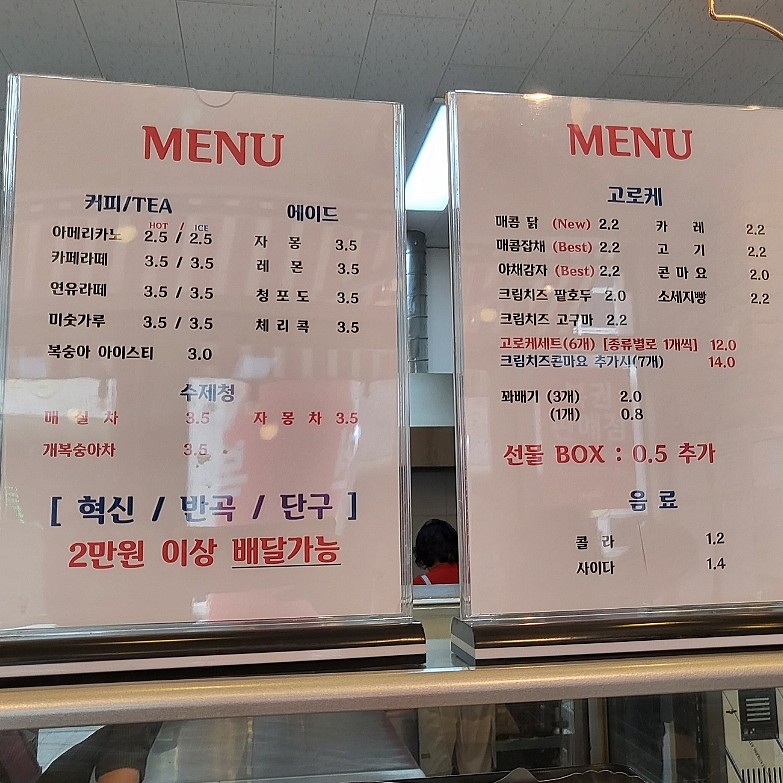 MENU
커피/TEA
HOT / ICE
아메리카노 2.5 / 2.5
카페라떼 3.5 / 3.5
연유라떼 3.5 / 3.5
미숫가루 3.5 / 3.5
복숭아 아이스티 3.0
에이드
자 몽 3.5
레 몬 3.5
청포도 3.5
체리콕 3.5
수제청
매 실 차 3.5 자 몽 차 3.5
개복숭아차 3.5
[ 혁신 / 반곡 / 단구 ]
2만원 이상 배달가능
MENU
고로케
매콤 닭 (New) 2.2 카 레 2.2
매콤잡채 (Best) 2.2 고 기 2.2
야채감자 (Best) 2.2 콘마요 2.0
크림치즈 팥호두 2.0 소세지빵 2.2
크림치즈 고구마 2.2
고로케세트(6개) [종류별로 1개씩] 12.0
크림치즈콘마요 추가시(7개) 14.0
꽈배기 (3개) 2.0
(1개) 0.8
선물 BOX : 0.5 추가
음료
콜 라 1.2
사이다 1.4